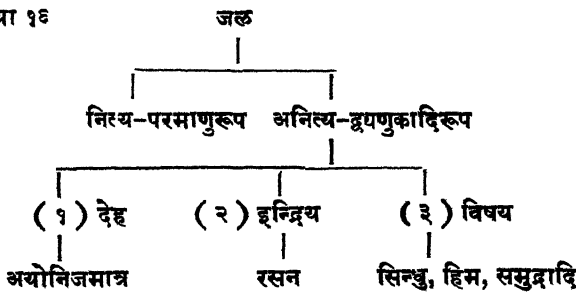 या १६
जल
नित्य-परमाणुरूप अनित्य-द्व्यणुकादिरूप
( १ ) देह ( २ ) इन्द्रिय ( ३ ) विषय
अयोनिजमात्र रसन सिन्धु, हिम, समुद्रादि